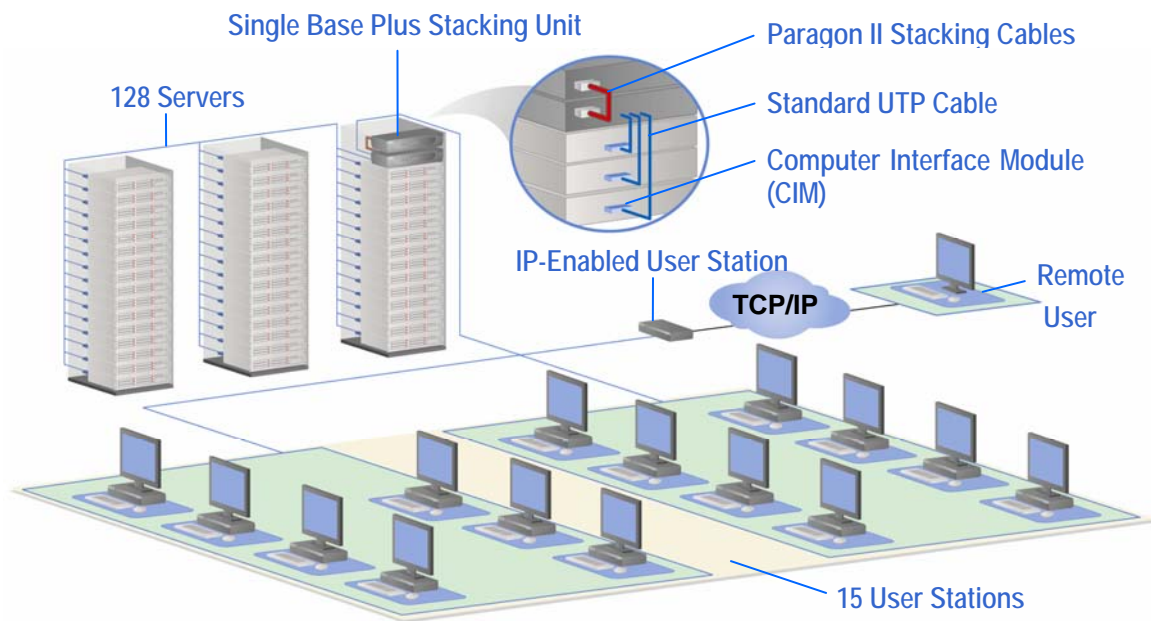 Single Base Plus Stacking Unit
Paragon II Stacking Cables
128 Servers
Standard UTP Cable
Computer Interface Module
(CIM)
IP-Enabled User Station
TCP/IP
Remote
User
15 User Stations